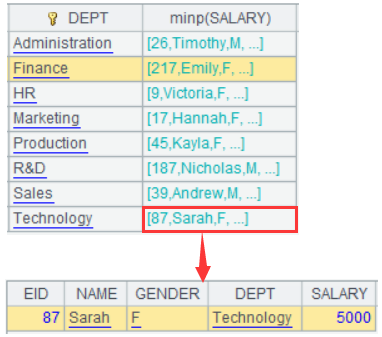 DEPT minp(SALARY)
Administration [26,Timothy,M, ...]
Finance [217,Emily,F, ...]
HR [9,Victoria,F, ...]
Marketing [17,Hannah,F, ...]
Production [45,Kayla,F, ...]
R&D [187,Nicholas,M, ...]
Sales [39,Andrew,M, ...]
Technology [87,Sarah,F, ...]
EID NAME GENDER DEPT SALARY
87 Sarah F Technology 5000